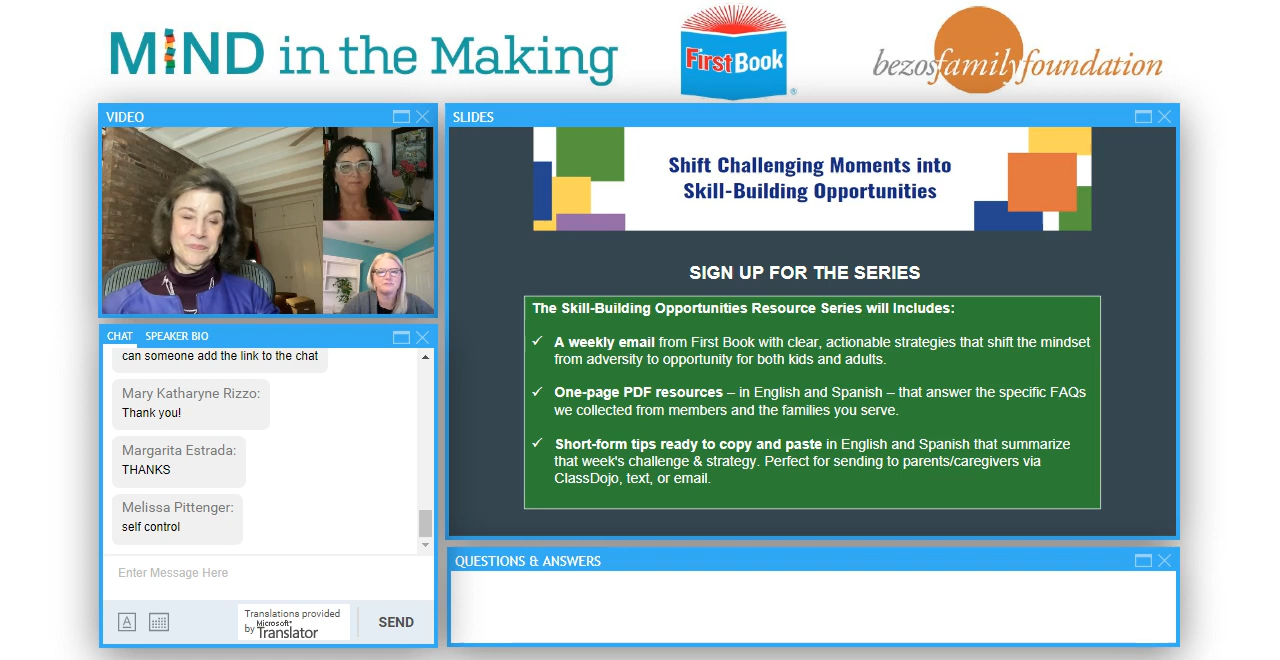 MIND in the Making
First Book
®
bezosfamilyfoundation
VIDEO
SLIDES
Shift Challenging Moments into
Skill-Building Opportunities
SIGN UP FOR THE SERIES
The Skill-Building Opportunities Resource Series will Includes:
✓ A weekly email from First Book with clear, actionable strategies that shift the mindset
from adversity to opportunity for both kids and adults.
✓ One-page PDF resources – in English and Spanish – that answer the specific FAQs
we collected from members and the families you serve.
✓ Short-form tips ready to copy and paste in English and Spanish that summarize
that week's challenge & strategy. Perfect for sending to parents/caregivers via
ClassDojo, text, or email.
CHAT SPEAKER BIO
can someone add the link to the chat
Mary Katharyne Rizzo:
Thank you!
Margarita Estrada:
THANKS
Melissa Pittenger:
self control
Enter Message Here
A
Translations provided
by Microsoft® Translator
SEND
QUESTIONS & ANSWERS